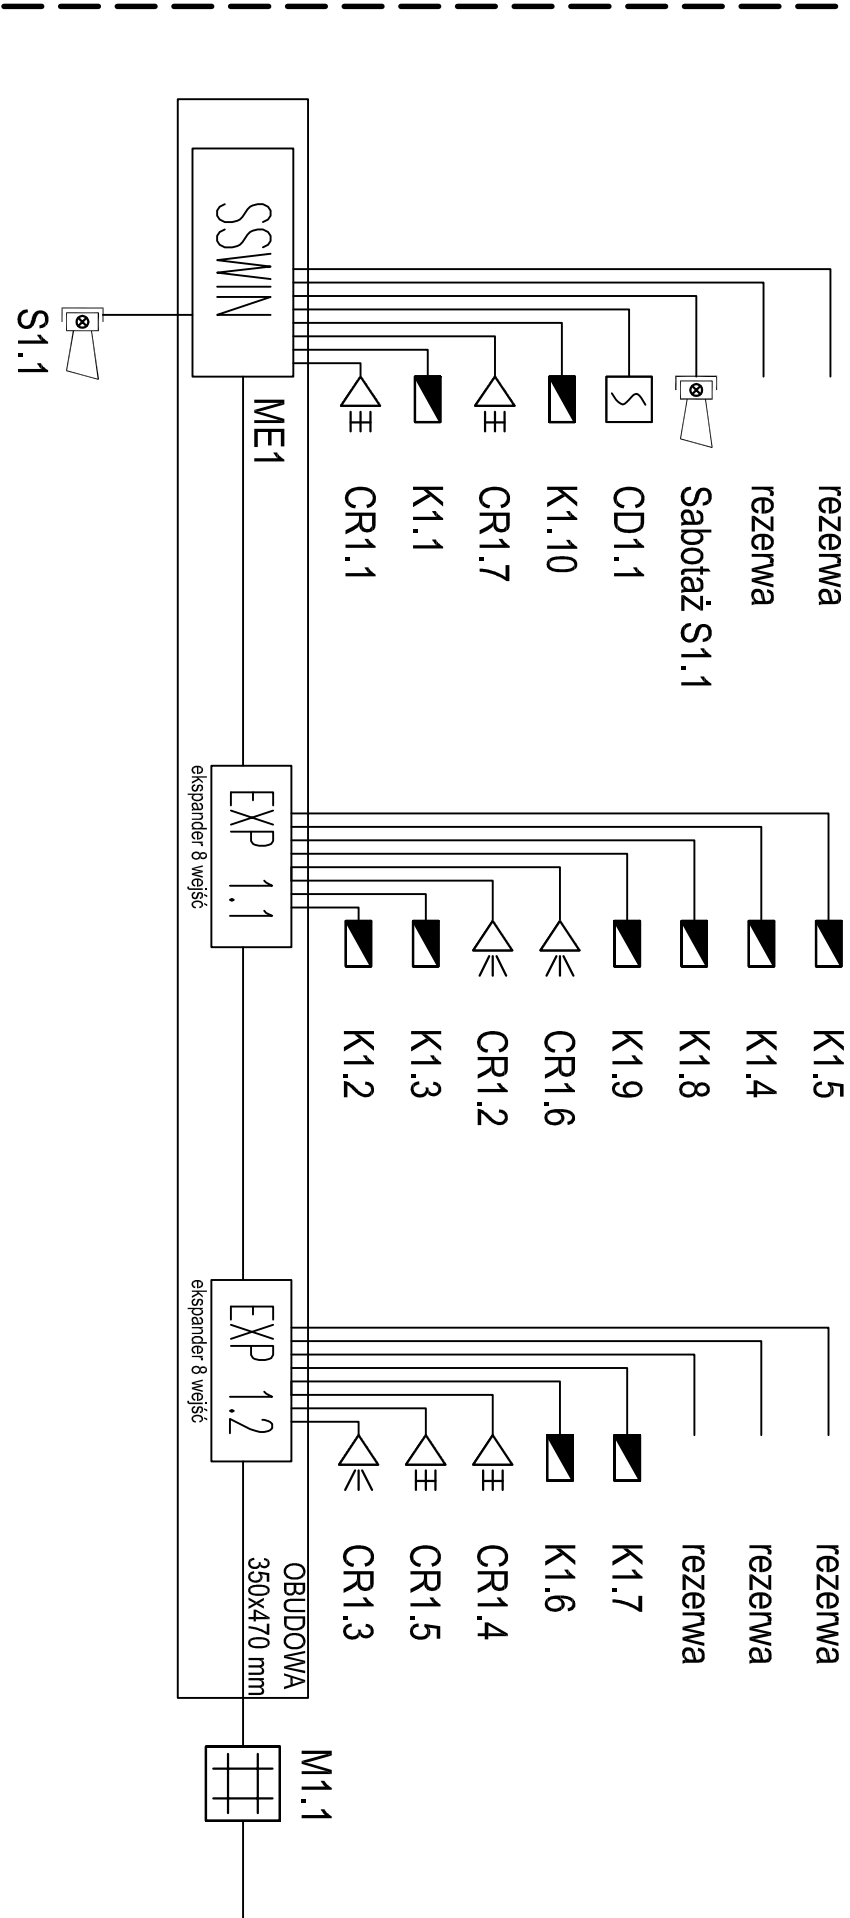 SSWIN
ME1
S1.1
CR1.1
K1.1
CR1.7
K1.10
CD1.1
Sabotaż S1.1
rezerwa
rezerwa
EXP 1.1
ekspander 8 wejść
K1.2
K1.3
CR1.2
CR1.6
K1.9
K1.8
K1.4
K1.5
EXP 1.2
ekspander 8 wejść
CR1.3
CR1.5
CR1.4
K1.6
K1.7
rezerwa
rezerwa
rezerwa
OBUDOWA
350x470 mm
M1.1